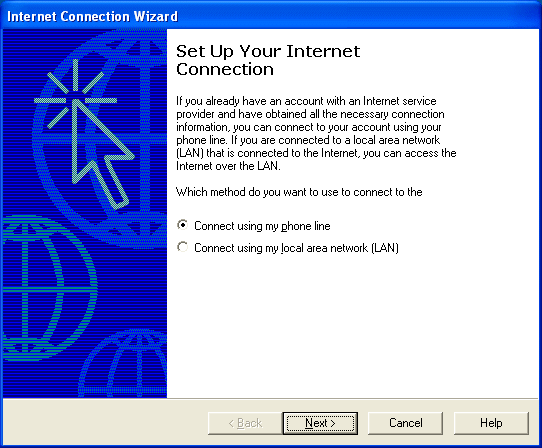 Internet Connection Wizard
Set Up Your Internet
Connection
If you already have an account with an Internet service
provider and have obtained all the necessary connection
information, you can connect to your account using your
phone line. If you are connected to a local area network
(LAN) that is connected to the Internet, you can access the
Internet over the LAN.
Which method do you want to use to connect to the
Connect using my phone line
Connect using my local area network (LAN)
< Back
Next >
Cancel
Help